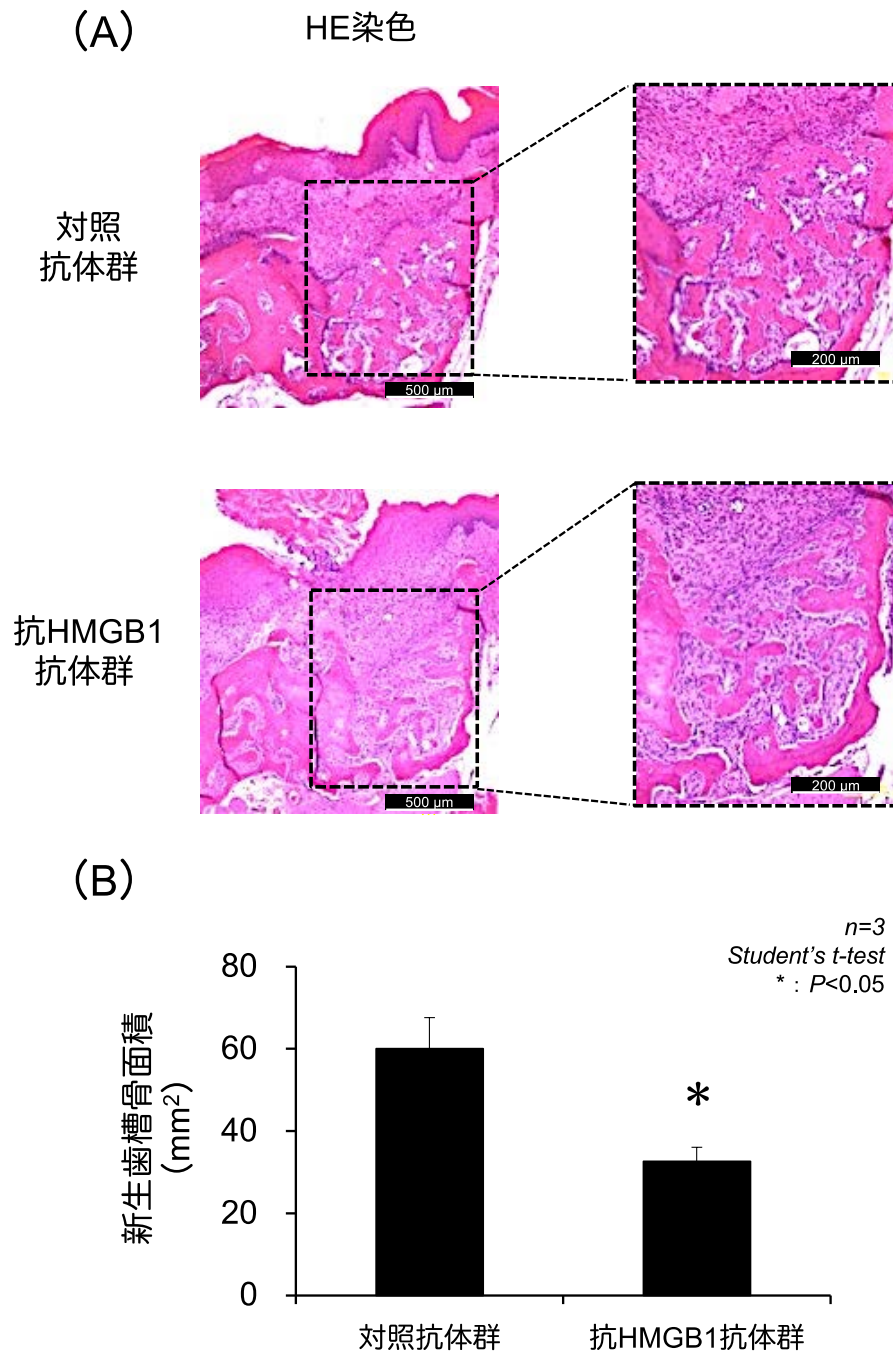 (A)
HE染色
対照
抗体群
500 µm
200 µm
抗HMGB1
抗体群
500 µm
200 µm
(B)
n=3
Student's t-test
* : P<0.05
新生歯槽骨面積
(mm²)
80
60
40
20
0
*
対照抗体群
抗HMGB1抗体群